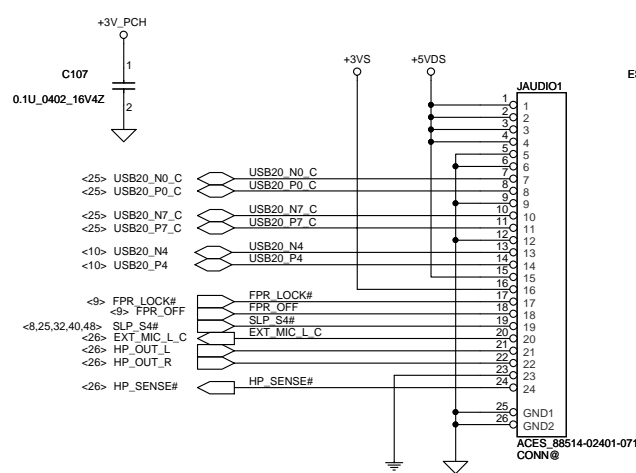 +3V_PCH
C107
1
0.1U_0402_16V4Z
2
+3VS
+5VDS
E
JAUDIO1
1 1
2 2
3 3
4 4
5 5
6 6
<25> USB20_N0_C USB20_N0_C 7 7
<25> USB20_P0_C USB20_P0_C 8 8
9 9
<25> USB20_N7_C USB20_N7_C 10 10
<25> USB20_P7_C USB20_P7_C 11 11
12 12
<10> USB20_N4 USB20_N4 13 13
<10> USB20_P4 USB20_P4 14 14
15 15
16 16
<9> FPR_LOCK# FPR_LOCK# 17 17
<9> FPR_OFF FPR_OFF 18 18
<8,25,32,40,48> SLP_S4# SLP_S4# 19 19
<26> EXT_MIC_L_C EXT_MIC_L_C 20 20
<26> HP_OUT_L 21 21
<26> HP_OUT_R 22 22
23 23
<26> HP_SENSE# HP_SENSE# 24 24
25 GND1
26 GND2
ACES_88514-02401-071
CONN@